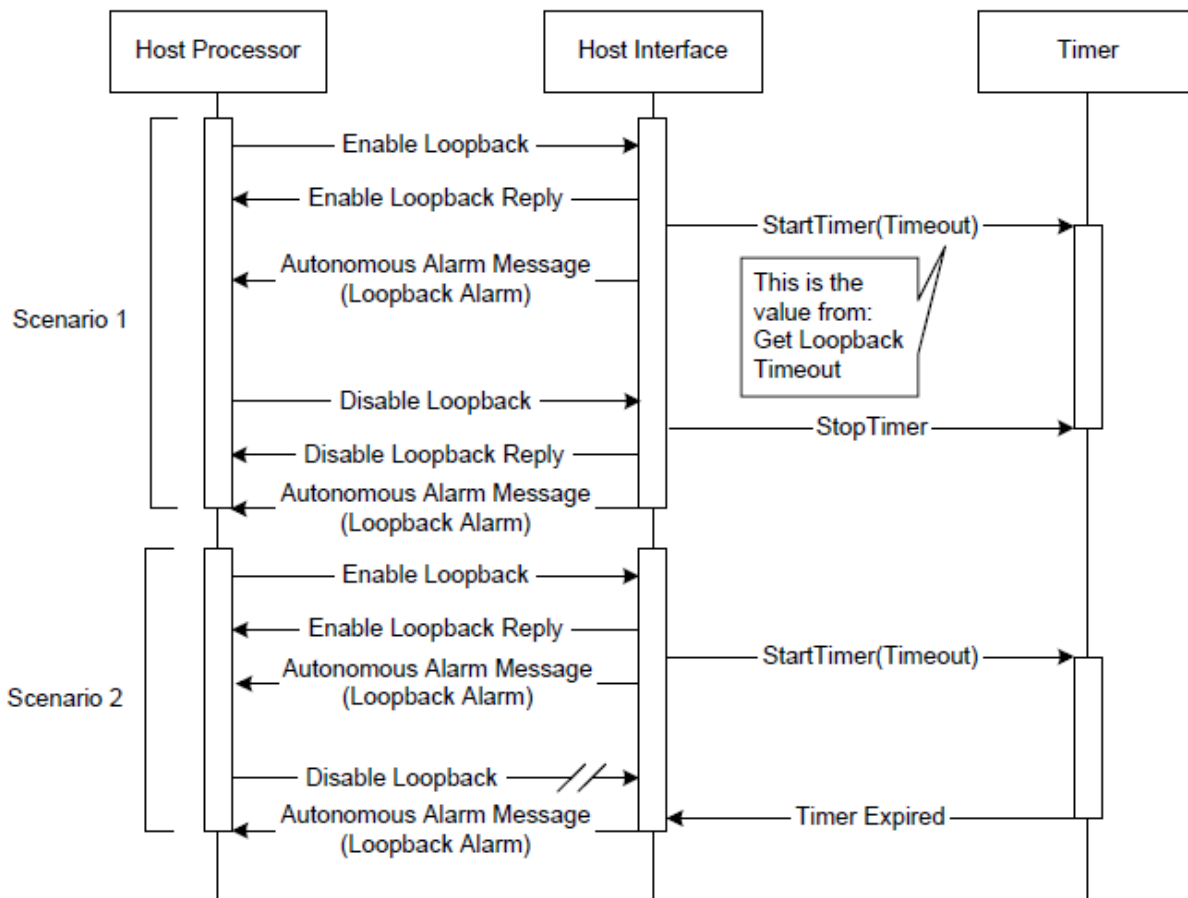 Host Processor
Host Interface
Timer
Scenario 1
Enable Loopback
Enable Loopback Reply
StartTimer(Timeout)
Autonomous Alarm Message
(Loopback Alarm)
This is the
value from:
Get Loopback
Timeout
Disable Loopback
StopTimer
Disable Loopback Reply
Autonomous Alarm Message
(Loopback Alarm)
Scenario 2
Enable Loopback
Enable Loopback Reply
StartTimer(Timeout)
Autonomous Alarm Message
(Loopback Alarm)
Disable Loopback
Timer Expired
Autonomous Alarm Message
(Loopback Alarm)